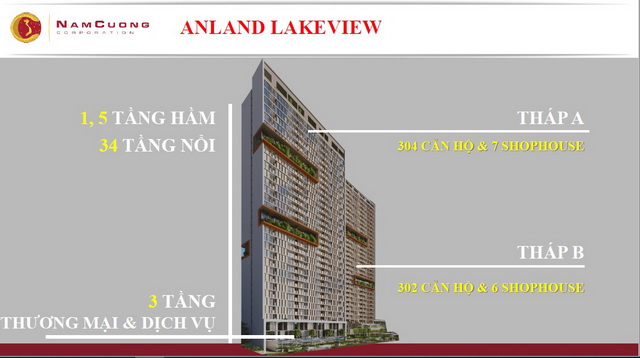 NAMCUONG
CORPORATION
ANLAND LAKEVIEW
1, 5 TẦNG HẦM
34 TẦNG NỔI
THÁP A
304 CĂN HỘ & 7 SHOPHOUSE
THÁP B
302 CĂN HỘ & 6 SHOPHOUSE
3 TẦNG
THƯƠNG MẠI & DỊCH VỤ